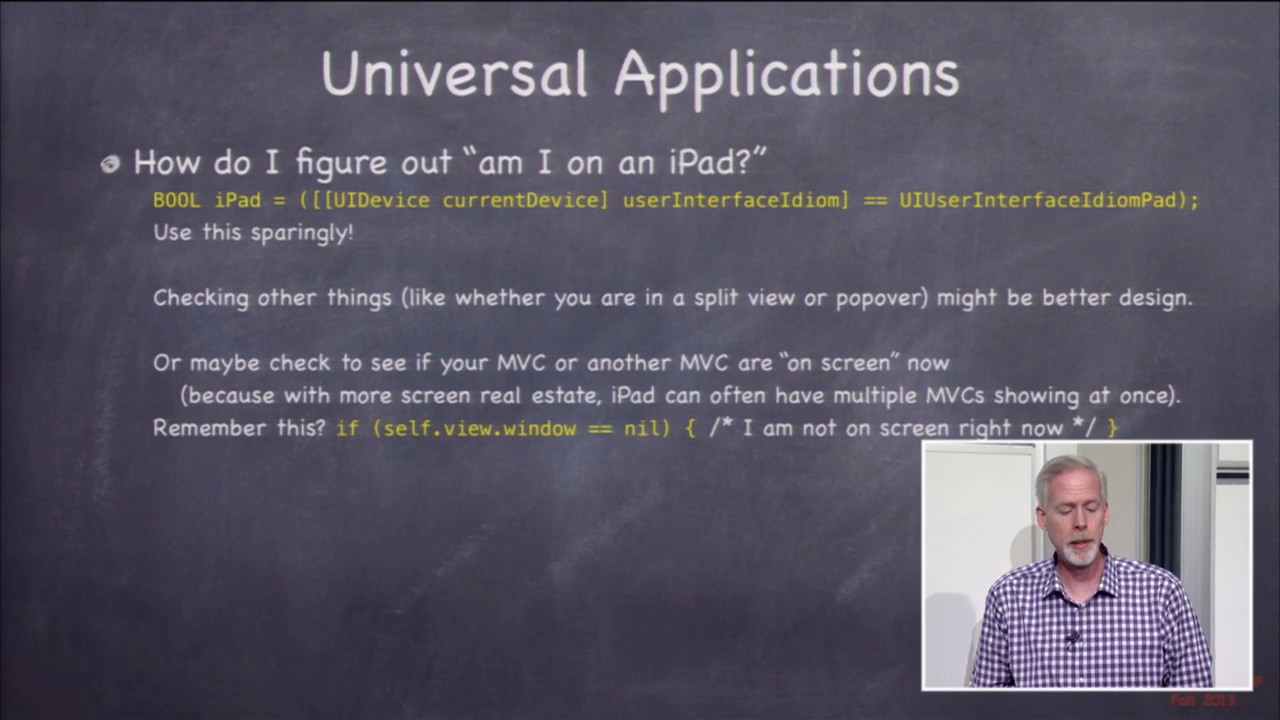 Universal Applications
How do I figure out “am I on an iPad?”
BOOL iPad = ([[UIDevice currentDevice] userInterfaceIdiom] == UIUserInterfaceIdiomPad);
Use this sparingly!
Checking other things (like whether you are in a split view or popover) might be better design.
Or maybe check to see if your MVC or another MVC are “on screen” now
(because with more screen real estate, iPad can often have multiple MVCs showing at once).
Remember this? if (self.view.window == nil) { /* I am not on screen right now */ }
Fall 2013